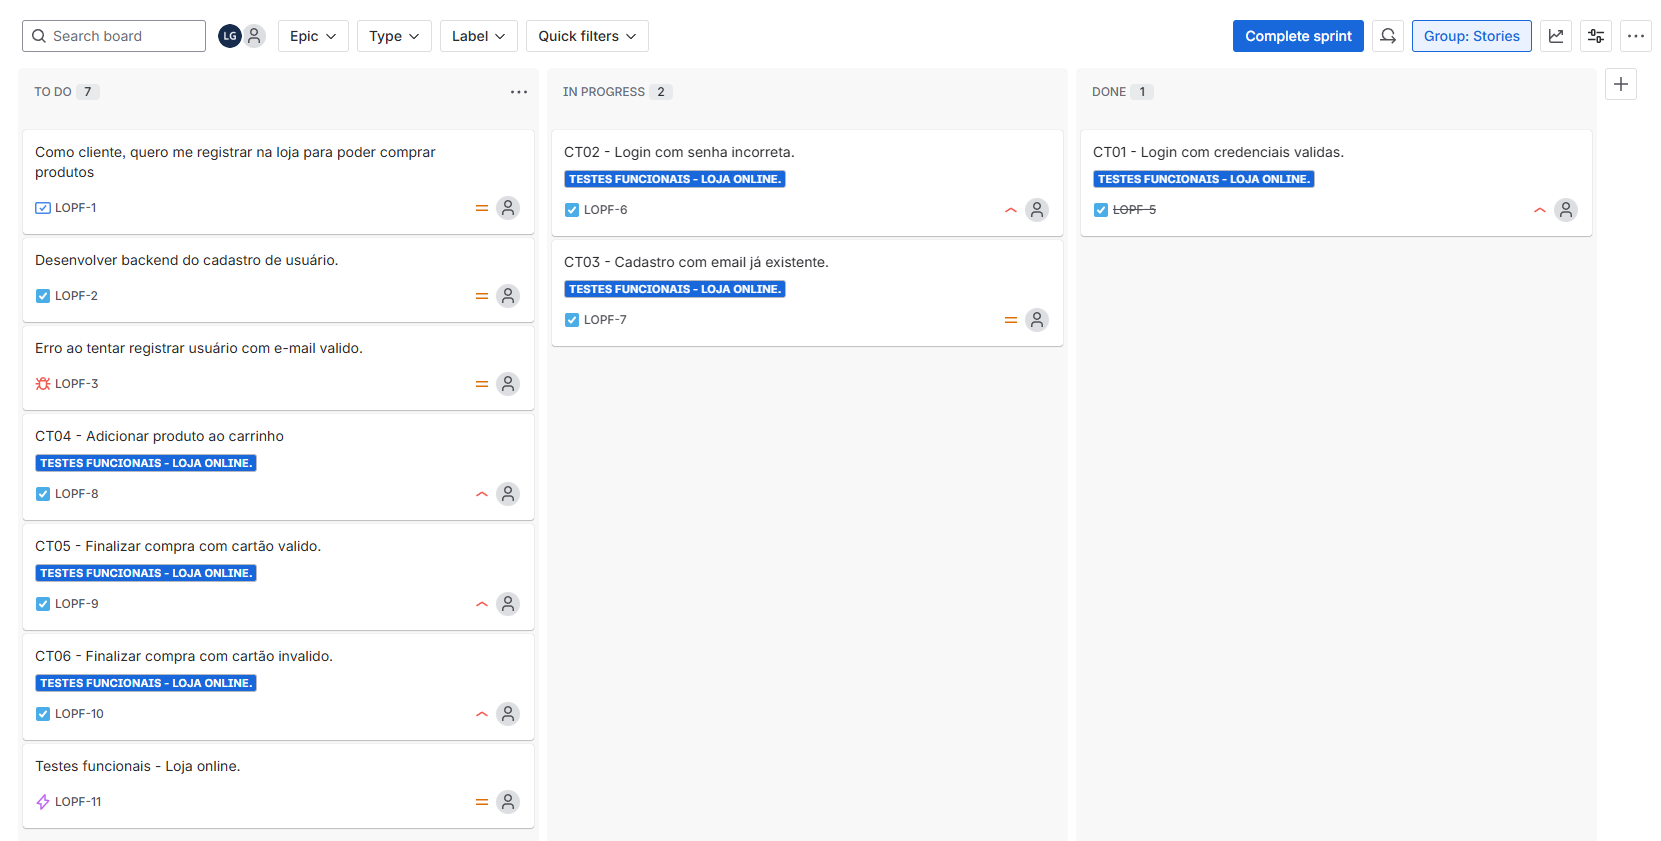 Search board
LG
Epic
Type
Label
Quick filters
Complete sprint
Group: Stories
TO DO 7
Como cliente, quero me registrar na loja para poder comprar
produtos
LOPF-1
Desenvolver backend do cadastro de usuário.
LOPF-2
Erro ao tentar registrar usuário com e-mail valido.
LOPF-3
CT04 - Adicionar produto ao carrinho
TESTES FUNCIONAIS - LOJA ONLINE.
LOPF-8
CT05 - Finalizar compra com cartão valido.
TESTES FUNCIONAIS - LOJA ONLINE.
LOPF-9
CT06 - Finalizar compra com cartão invalido.
TESTES FUNCIONAIS - LOJA ONLINE.
LOPF-10
Testes funcionais - Loja online.
LOPF-11
IN PROGRESS 2
CT02 - Login com senha incorreta.
TESTES FUNCIONAIS - LOJA ONLINE.
LOPF-6
CT03 - Cadastro com email já existente.
TESTES FUNCIONAIS - LOJA ONLINE.
LOPF-7
DONE 1
CT01 - Login com credenciais validas.
TESTES FUNCIONAIS - LOJA ONLINE.
LOPF-5